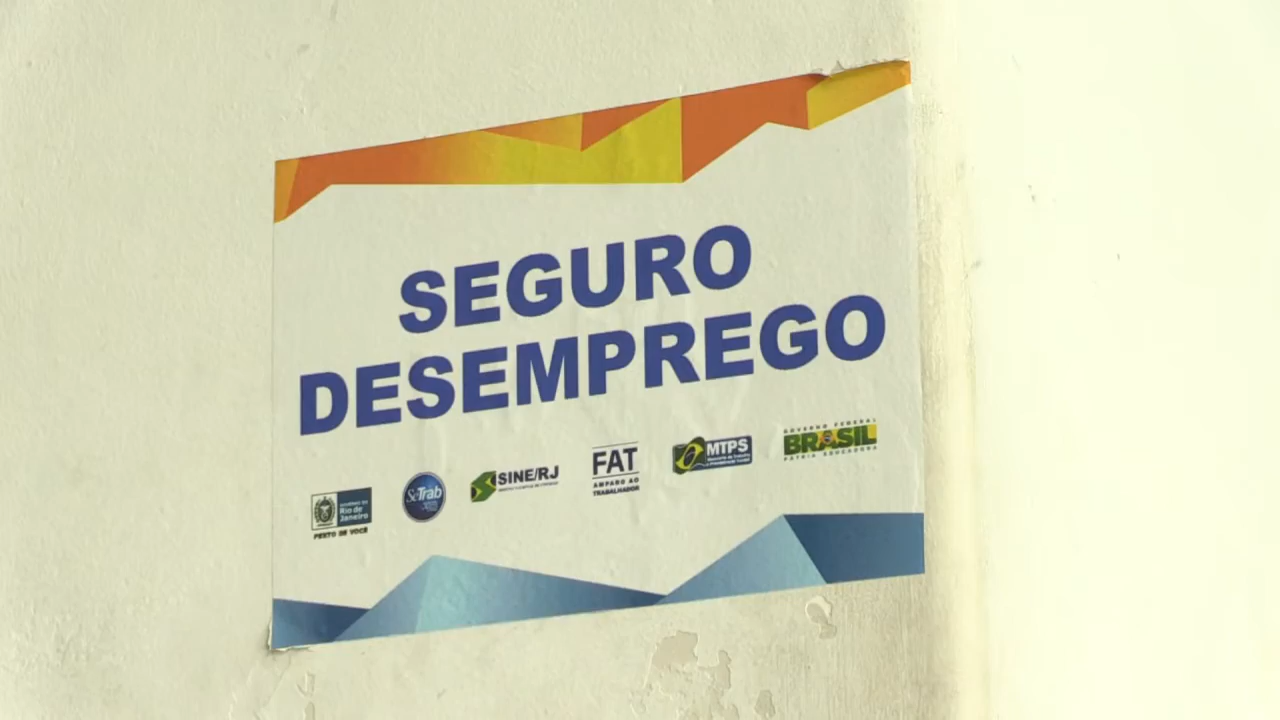 SEGURO
DESEMPREGO
GOVERNO DO
Rio de
Janeiro
PERTO DE VOCÊ
SeTrab
SINE/RJ
FAT
AMPARO AO
TRABALHADOR
MTPS
GOVERNO FEDERAL
BRASIL
PÁTRIA EDUCADORA